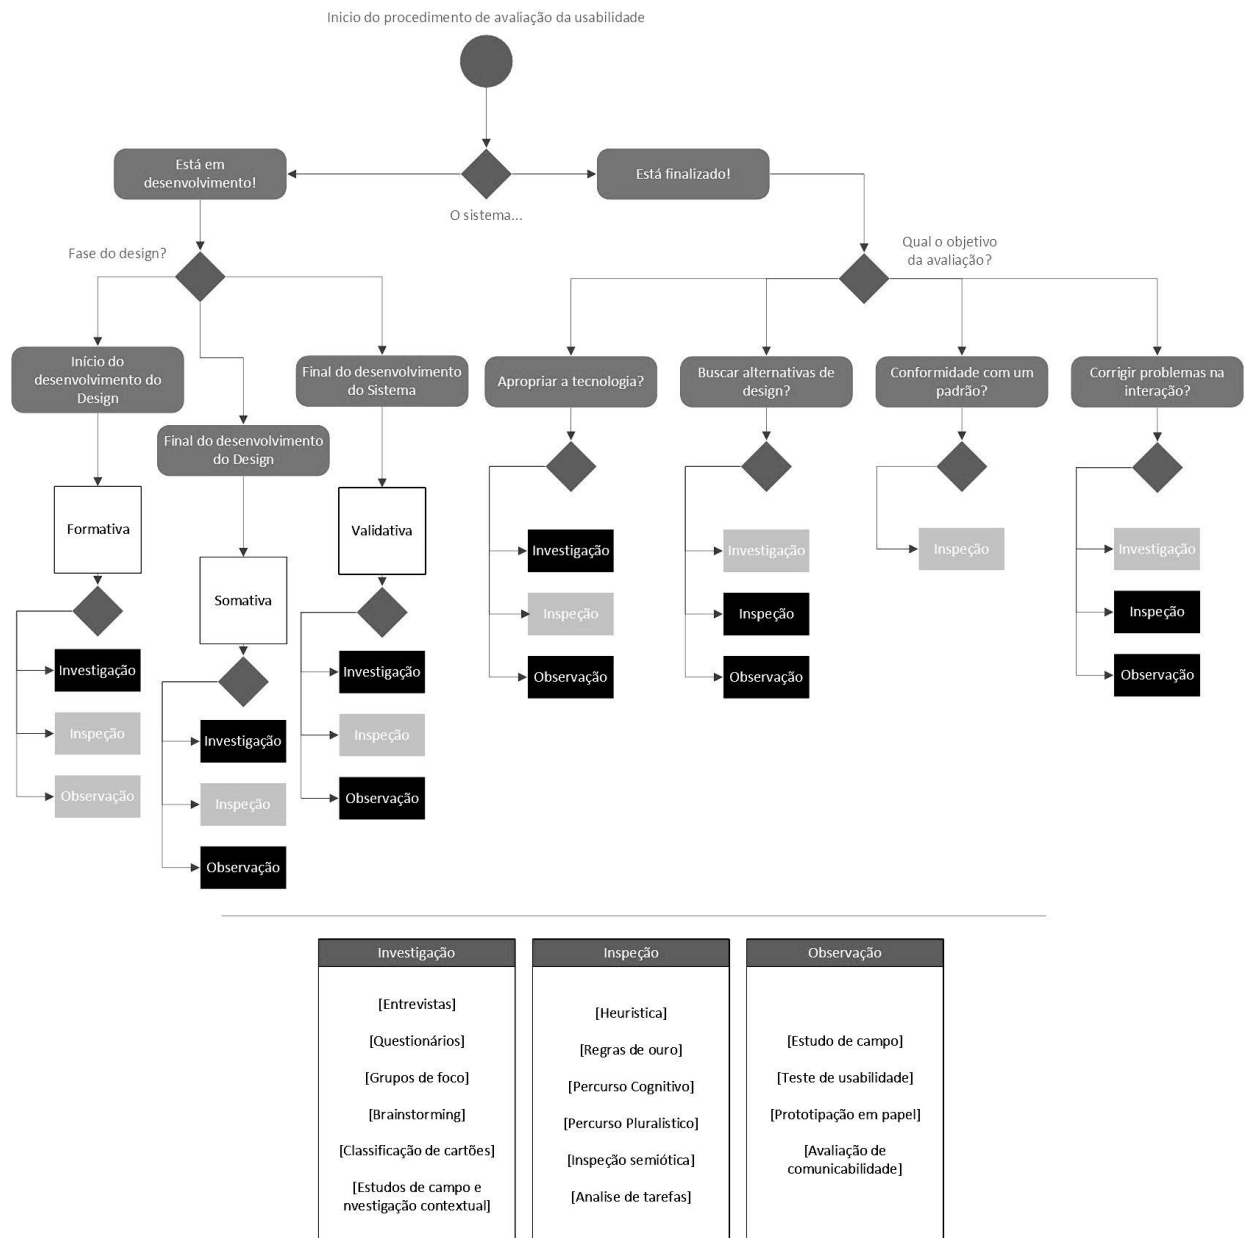 Inicio do procedimento de avaliação da usabilidade
Está em
desenvolvimento!
Está finalizado!
O sistema...
Fase do design?
Qual o objetivo
da avaliação?
Início do
desenvolvimento do
Design
Final do desenvolvimento
do Design
Final do desenvolvimento
do Sistema
Apropriar a tecnologia?
Buscar alternativas de
design?
Conformidade com um
padrão?
Corrigir problemas na
interação?
Formativa
Somativa
Validativa
Investigação
Inspeção
Observação
Investigação
Inspeção
Observação
Investigação
Inspeção
Observação
Investigação
Inspeção
Observação
Investigação
Inspeção
Observação
Inspeção
Investigação
Inspeção
Observação
Investigação
[Entrevistas]
[Questionários]
[Grupos de foco]
[Brainstorming]
[Classificação de cartões]
[Estudos de campo e
nvestigação contextual]
Inspeção
[Heuristica]
[Regras de ouro]
[Percurso Cognitivo]
[Percurso Pluralistico]
[Inspeção semiótica]
[Analise de tarefas]
Observação
[Estudo de campo]
[Teste de usabilidade]
[Prototipação em papel]
[Avaliação de
comunicabilidade]